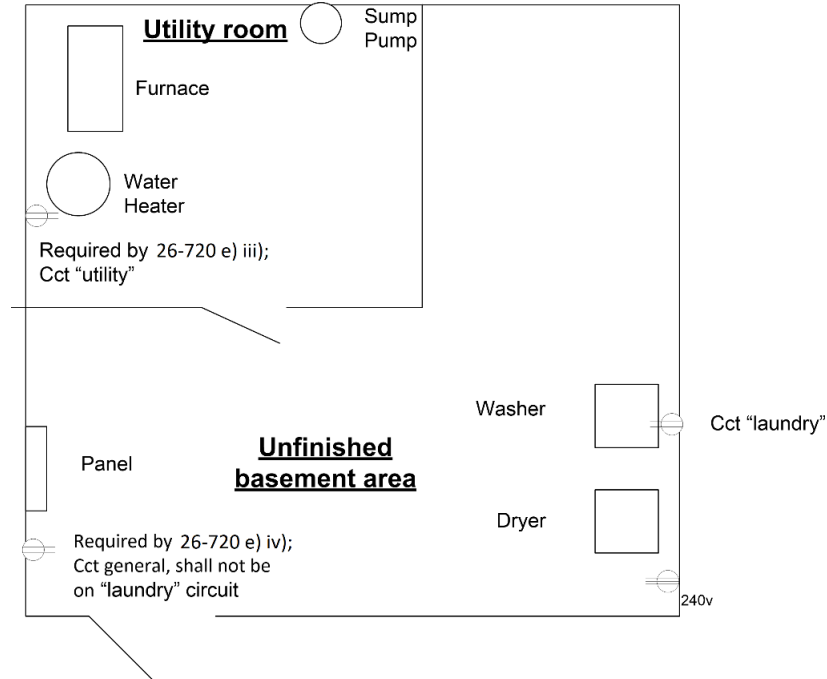 Utility room
Sump
Pump
Furnace
Water
Heater
Required by 26-720 e) iii);
Cct “utility”
Washer
Cct “laundry”
Unfinished
basement area
Panel
Dryer
Required by 26-720 e) iv);
Cct general, shall not be
on “laundry” circuit
240v